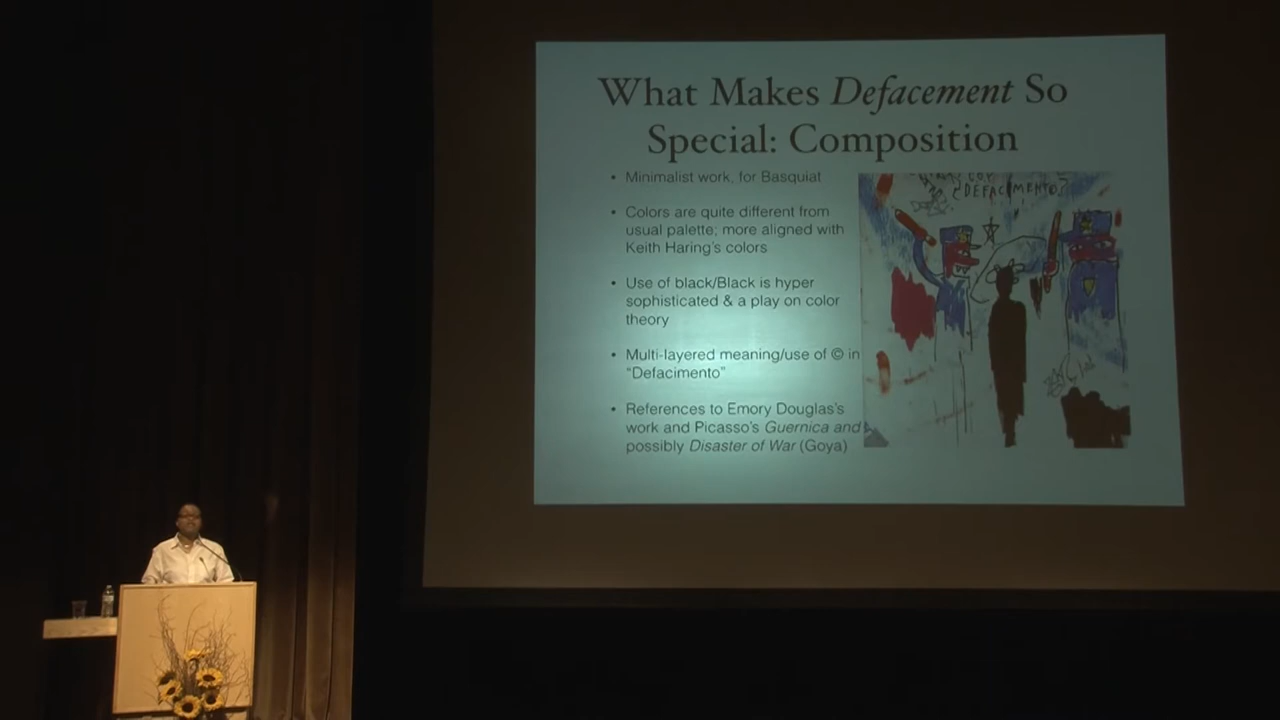 What Makes Defacement So
Special: Composition
• Minimalist work, for Basquiat
• Colors are quite different from
usual palette; more aligned with
Keith Haring's colors
• Use of black/Black is hyper
sophisticated & a play on color
theory
• Multi-layered meaning/use of © in
"Defacimento"
• References to Emory Douglas's
work and Picasso's Guernica and
possibly Disaster of War (Goya)
¿DEFACIMENTO?